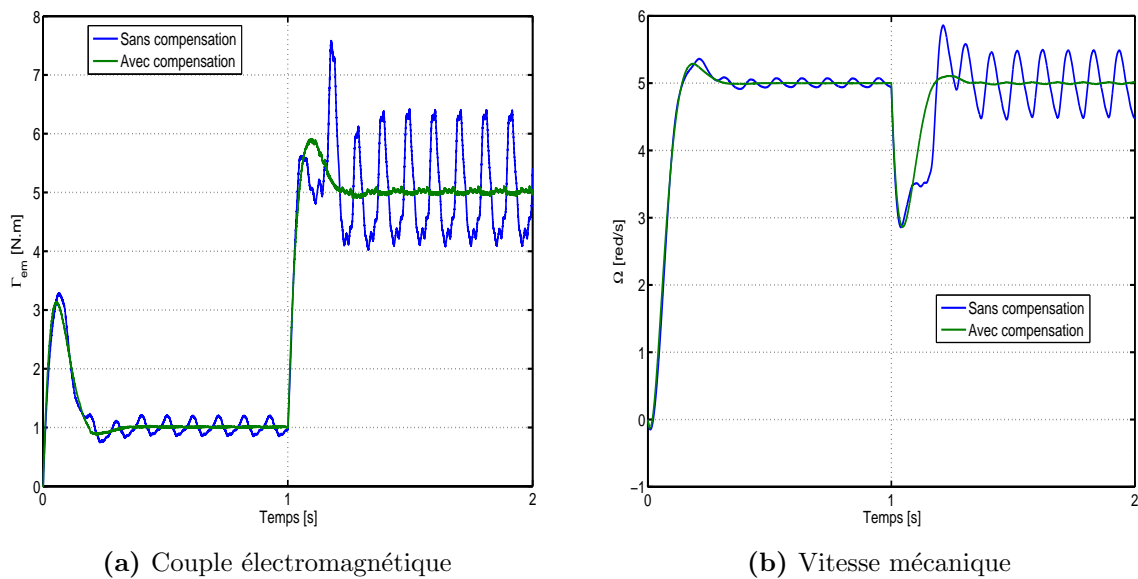 8
7
6
5
4
3
2
1
0
0
1
2
Γem [N.m]
Temps [s]
Sans compensation
Avec compensation
(a) Couple électromagnétique
6
5
4
3
2
1
0
−1
0
1
2
Ω [red/s]
Temps [s]
Sans compensation
Avec compensation
(b) Vitesse mécanique